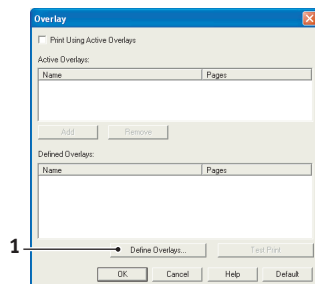 Overlay
Print Using Active Overlays
Active Overlays:
Name Pages
Add Remove
Defined Overlays:
Name Pages
1 Define Overlays... Test Print
OK Cancel Help Default